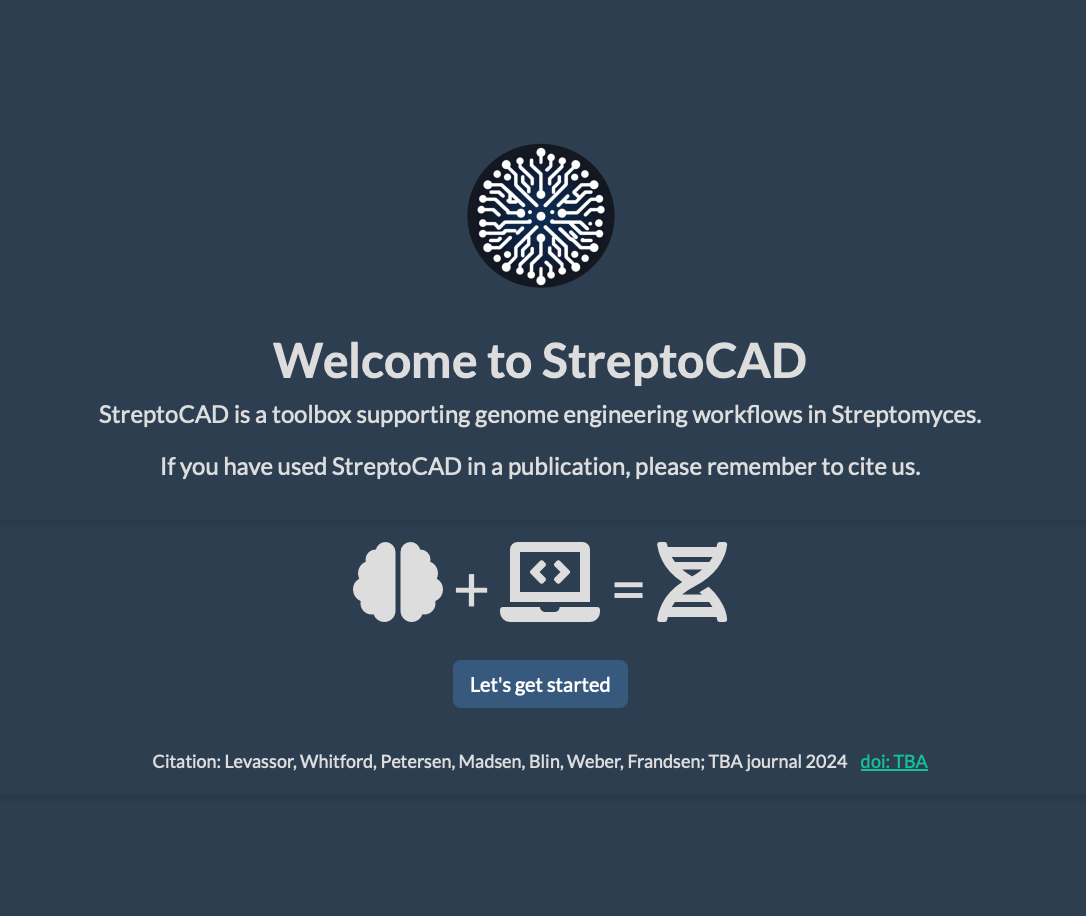 Welcome to StreptoCAD
StreptoCAD is a toolbox supporting genome engineering workflows in Streptomyces.
If you have used StreptoCAD in a publication, please remember to cite us.
+ =
Let's get started
Citation: Levassor, Whitford, Petersen, Madsen, Blin, Weber, Frandsen; TBA journal 2024 doi: TBA